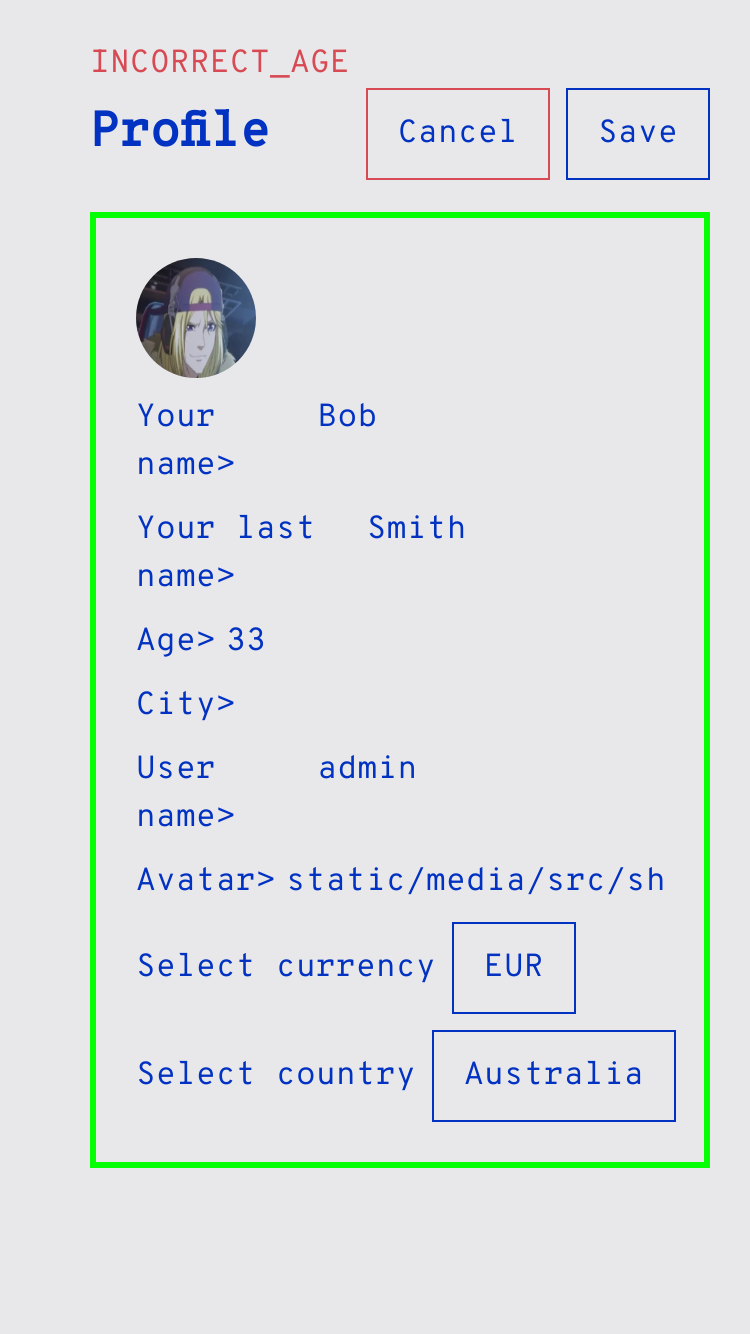 INCORRECT_AGE
Profile Cancel Save
Your Bob
name>
Your last Smith
name>
Age> 33
City>
User admin
name>
Avatar> static/media/src/sh
Select currency EUR
Select country Australia